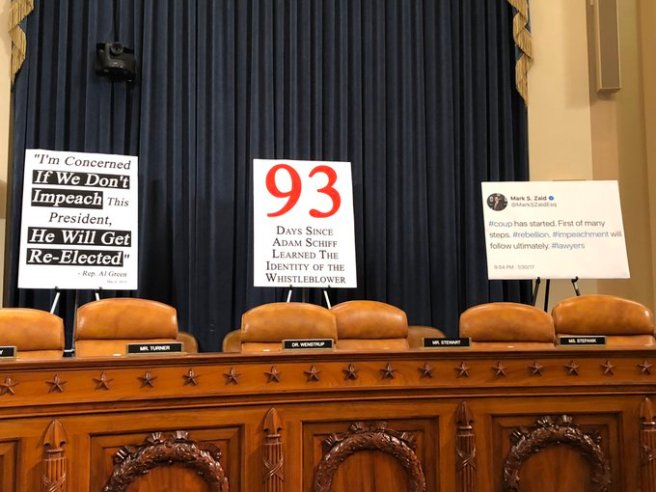 "I'm Concerned
If We Don't
Impeach This
President,
He Will Get
Re-Elected"
- Rep. Al Green
93
Days Since
Adam Schiff
Learned The
Identity of the
Whistleblower
Mark S. Zaid
@MarkSZaidEsq
#coup has started. First of many
steps. #rebellion. #impeachment will
follow ultimately. #lawyers
MR. TURNER
DR. WENSTRUP
MR. STEWART
MS. STEFANIK